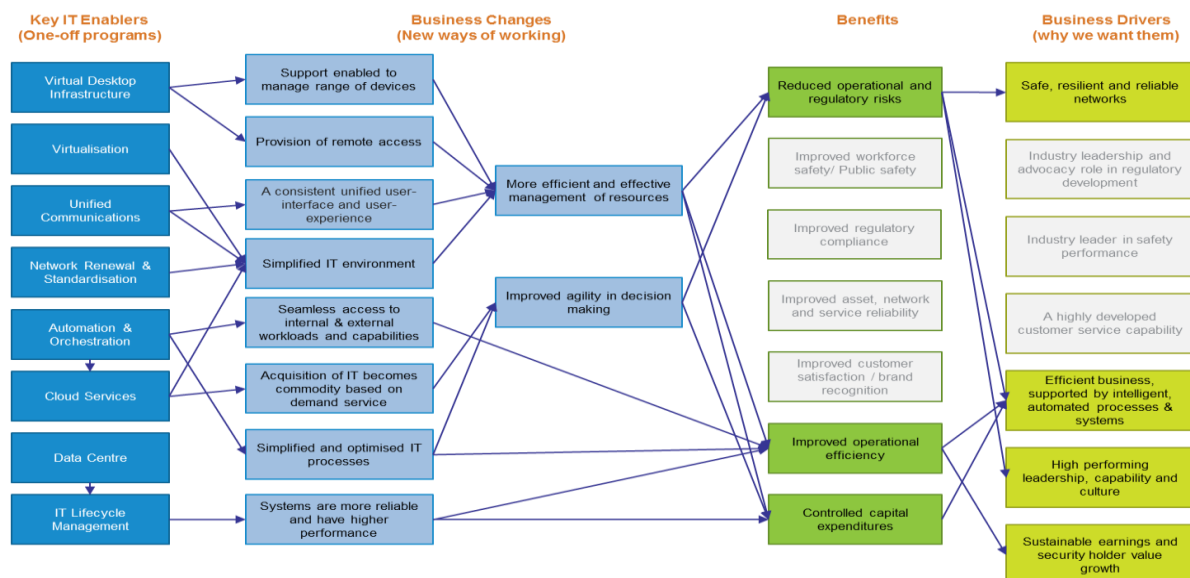 Key IT Enablers
(One-off programs)
Business Changes
(New ways of working)
Benefits
Business Drivers
(why we want them)
Virtual Desktop
Infrastructure
Virtualisation
Unified
Communications
Network Renewal &
Standardisation
Automation &
Orchestration
Cloud Services
Data Centre
IT Lifecycle
Management
Support enabled to
manage range of devices
Provision of remote access
A consistent unified user-
interface and user-
experience
Simplified IT environment
Seamless access to
internal & external
workloads and capabilities
Acquisition of IT becomes
commodity based on
demand service
Simplified and optimised IT
processes
Systems are more reliable
and have higher
performance
More efficient and effective
management of resources
Improved agility in decision
making
Reduced operational and
regulatory risks
Improved workforce
safety/ Public safety
Improved regulatory
compliance
Improved asset, network
and service reliability
Improved customer
satisfaction / brand
recognition
Improved operational
efficiency
Controlled capital
expenditures
Safe, resilient and reliable
networks
Industry leadership and
advocacy role in regulatory
development
Industry leader in safety
performance
A highly developed
customer service capability
Efficient business,
supported by intelligent,
automated processes &
systems
High performing
leadership, capability and
culture
Sustainable earnings and
security holder value
growth